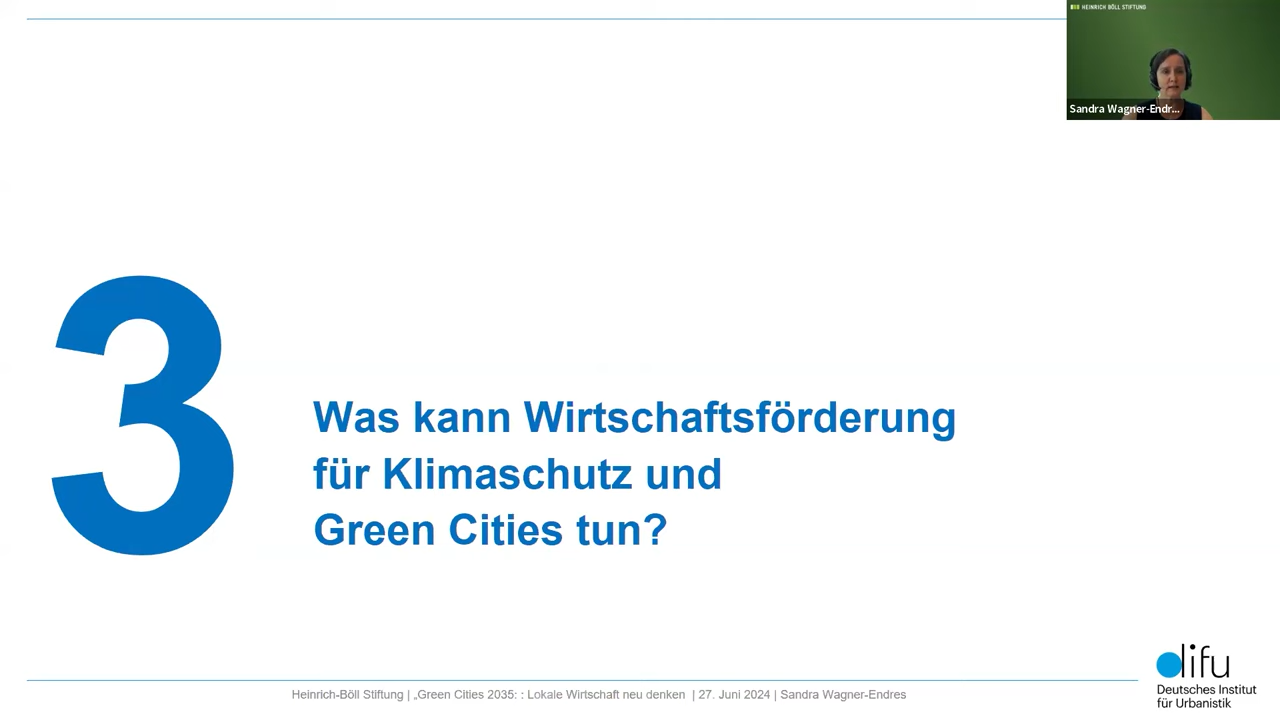 HEINRICH BÖLL STIFTUNG
Sandra Wagner-Endr...
3
Was kann Wirtschaftsförderung
für Klimaschutz und
Green Cities tun?
difu
Deutsches Institut
für Urbanistik
Heinrich-Böll Stiftung | „Green Cities 2035: : Lokale Wirtschaft neu denken | 27. Juni 2024 | Sandra Wagner-Endres